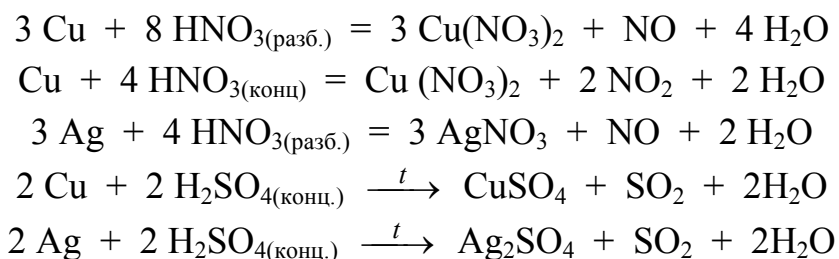 3 Cu + 8 HNO₃(разб.) = 3 Cu(NO₃)₂ + NO + 4 H₂O
Cu + 4 HNO₃(конц) = Cu (NO₃)₂ + 2 NO₂ + 2 H₂O
3 Ag + 4 HNO₃(разб.) = 3 AgNO₃ + NO + 2 H₂O
2 Cu + 2 H₂SO₄(конц.) —t→ CuSO₄ + SO₂ + 2H₂O
2 Ag + 2 H₂SO₄(конц.) —t→ Ag₂SO₄ + SO₂ + 2H₂O